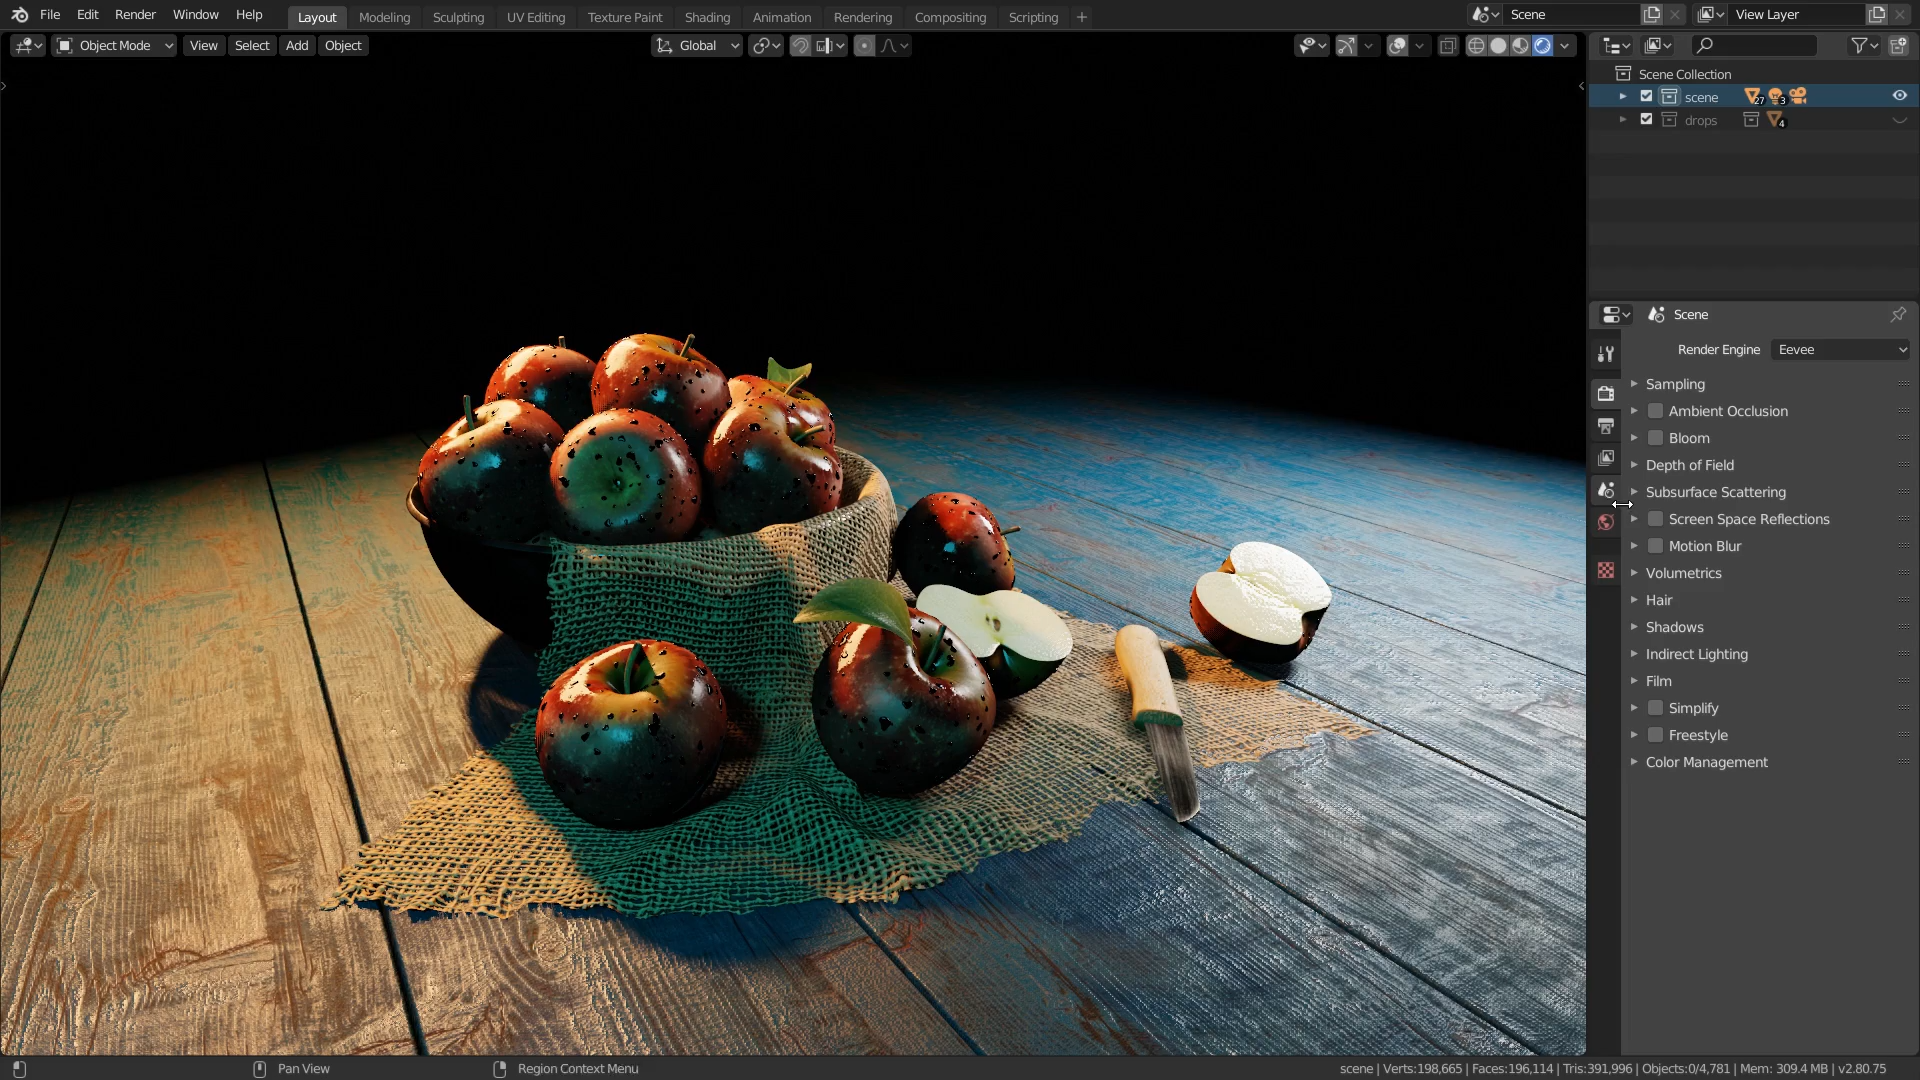 File Edit Render Window Help Layout Modeling Sculpting UV Editing Texture Paint Shading Animation Rendering Compositing Scripting + Scene View Layer
Object Mode View Select Add Object Global
Scene Collection
scene 27 3
drops 4
Scene
Render Engine Eevee
Sampling
Ambient Occlusion
Bloom
Depth of Field
Subsurface Scattering
Screen Space Reflections
Motion Blur
Volumetrics
Hair
Shadows
Indirect Lighting
Film
Simplify
Freestyle
Color Management
Pan View Region Context Menu scene | Verts:198,665 | Faces:196,114 | Tris:391,996 | Objects:0/4,781 | Mem: 309.4 MB | v2.80.75